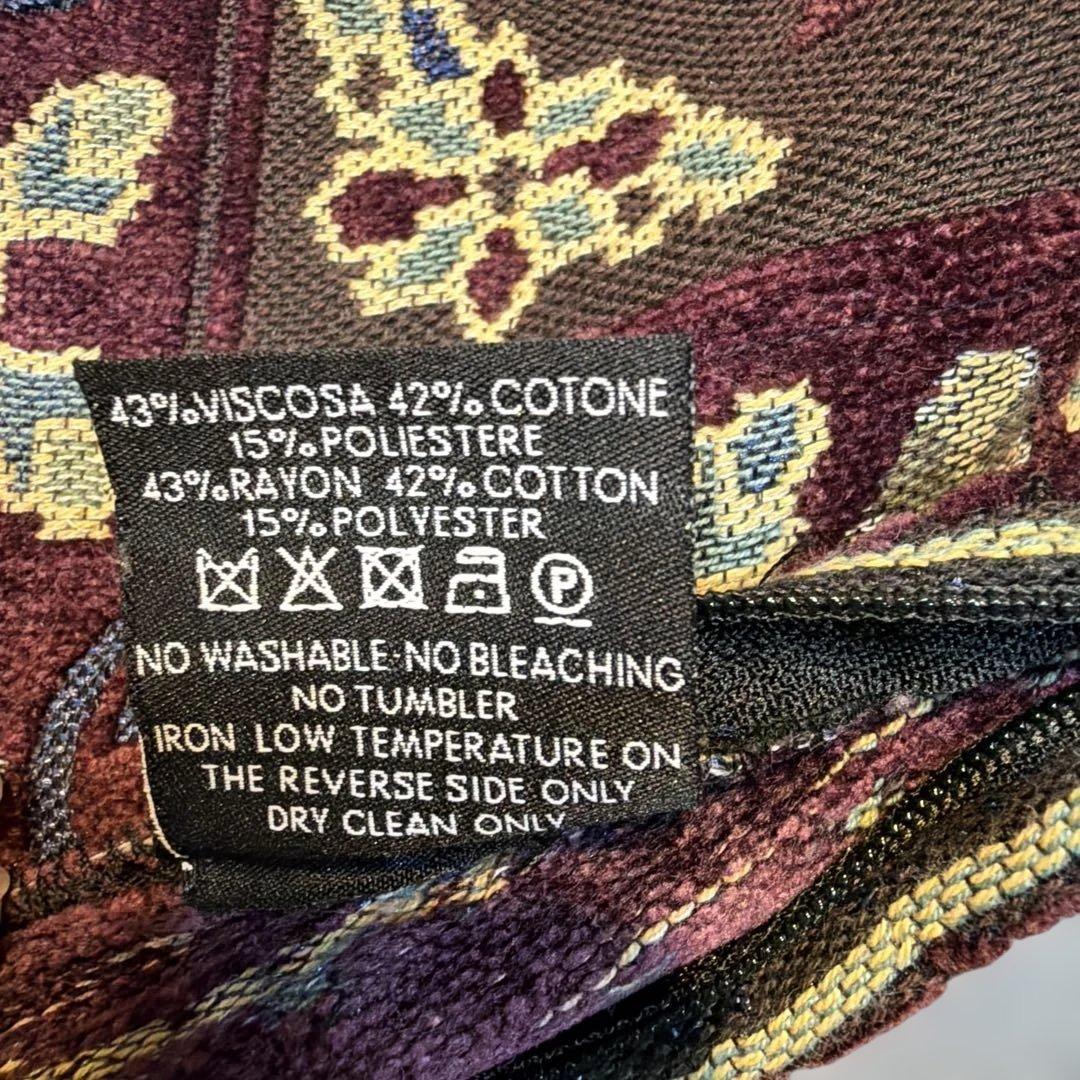 43% VISCOSA 42% COTONE
15% POLIESTERE
43% RAYON 42% COTTON
15% POLYESTER
P
NO WASHABLE-NO BLEACHING
NO TUMBLER
IRON LOW TEMPERATURE ON
THE REVERSE SIDE ONLY
DRY CLEAN ONLY